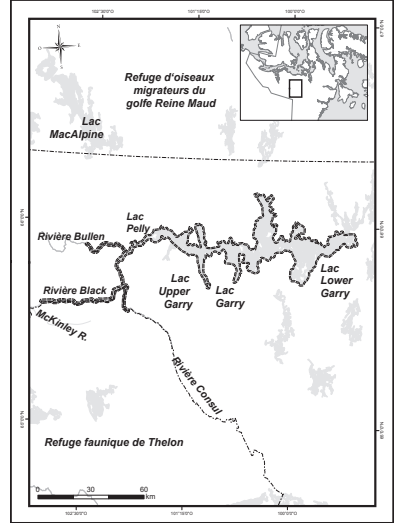 N
O
E
S
Refuge d'oiseaux
migrateurs du
golfe Reine Maud
Lac
MacAlpine
Rivière Bullen
Lac
Pelly
Rivière Black
McKinley R.
Lac
Upper
Garry
Lac
Garry
Lac
Lower
Garry
Rivière Consul
Refuge faunique de Thelon
0 30 60
km